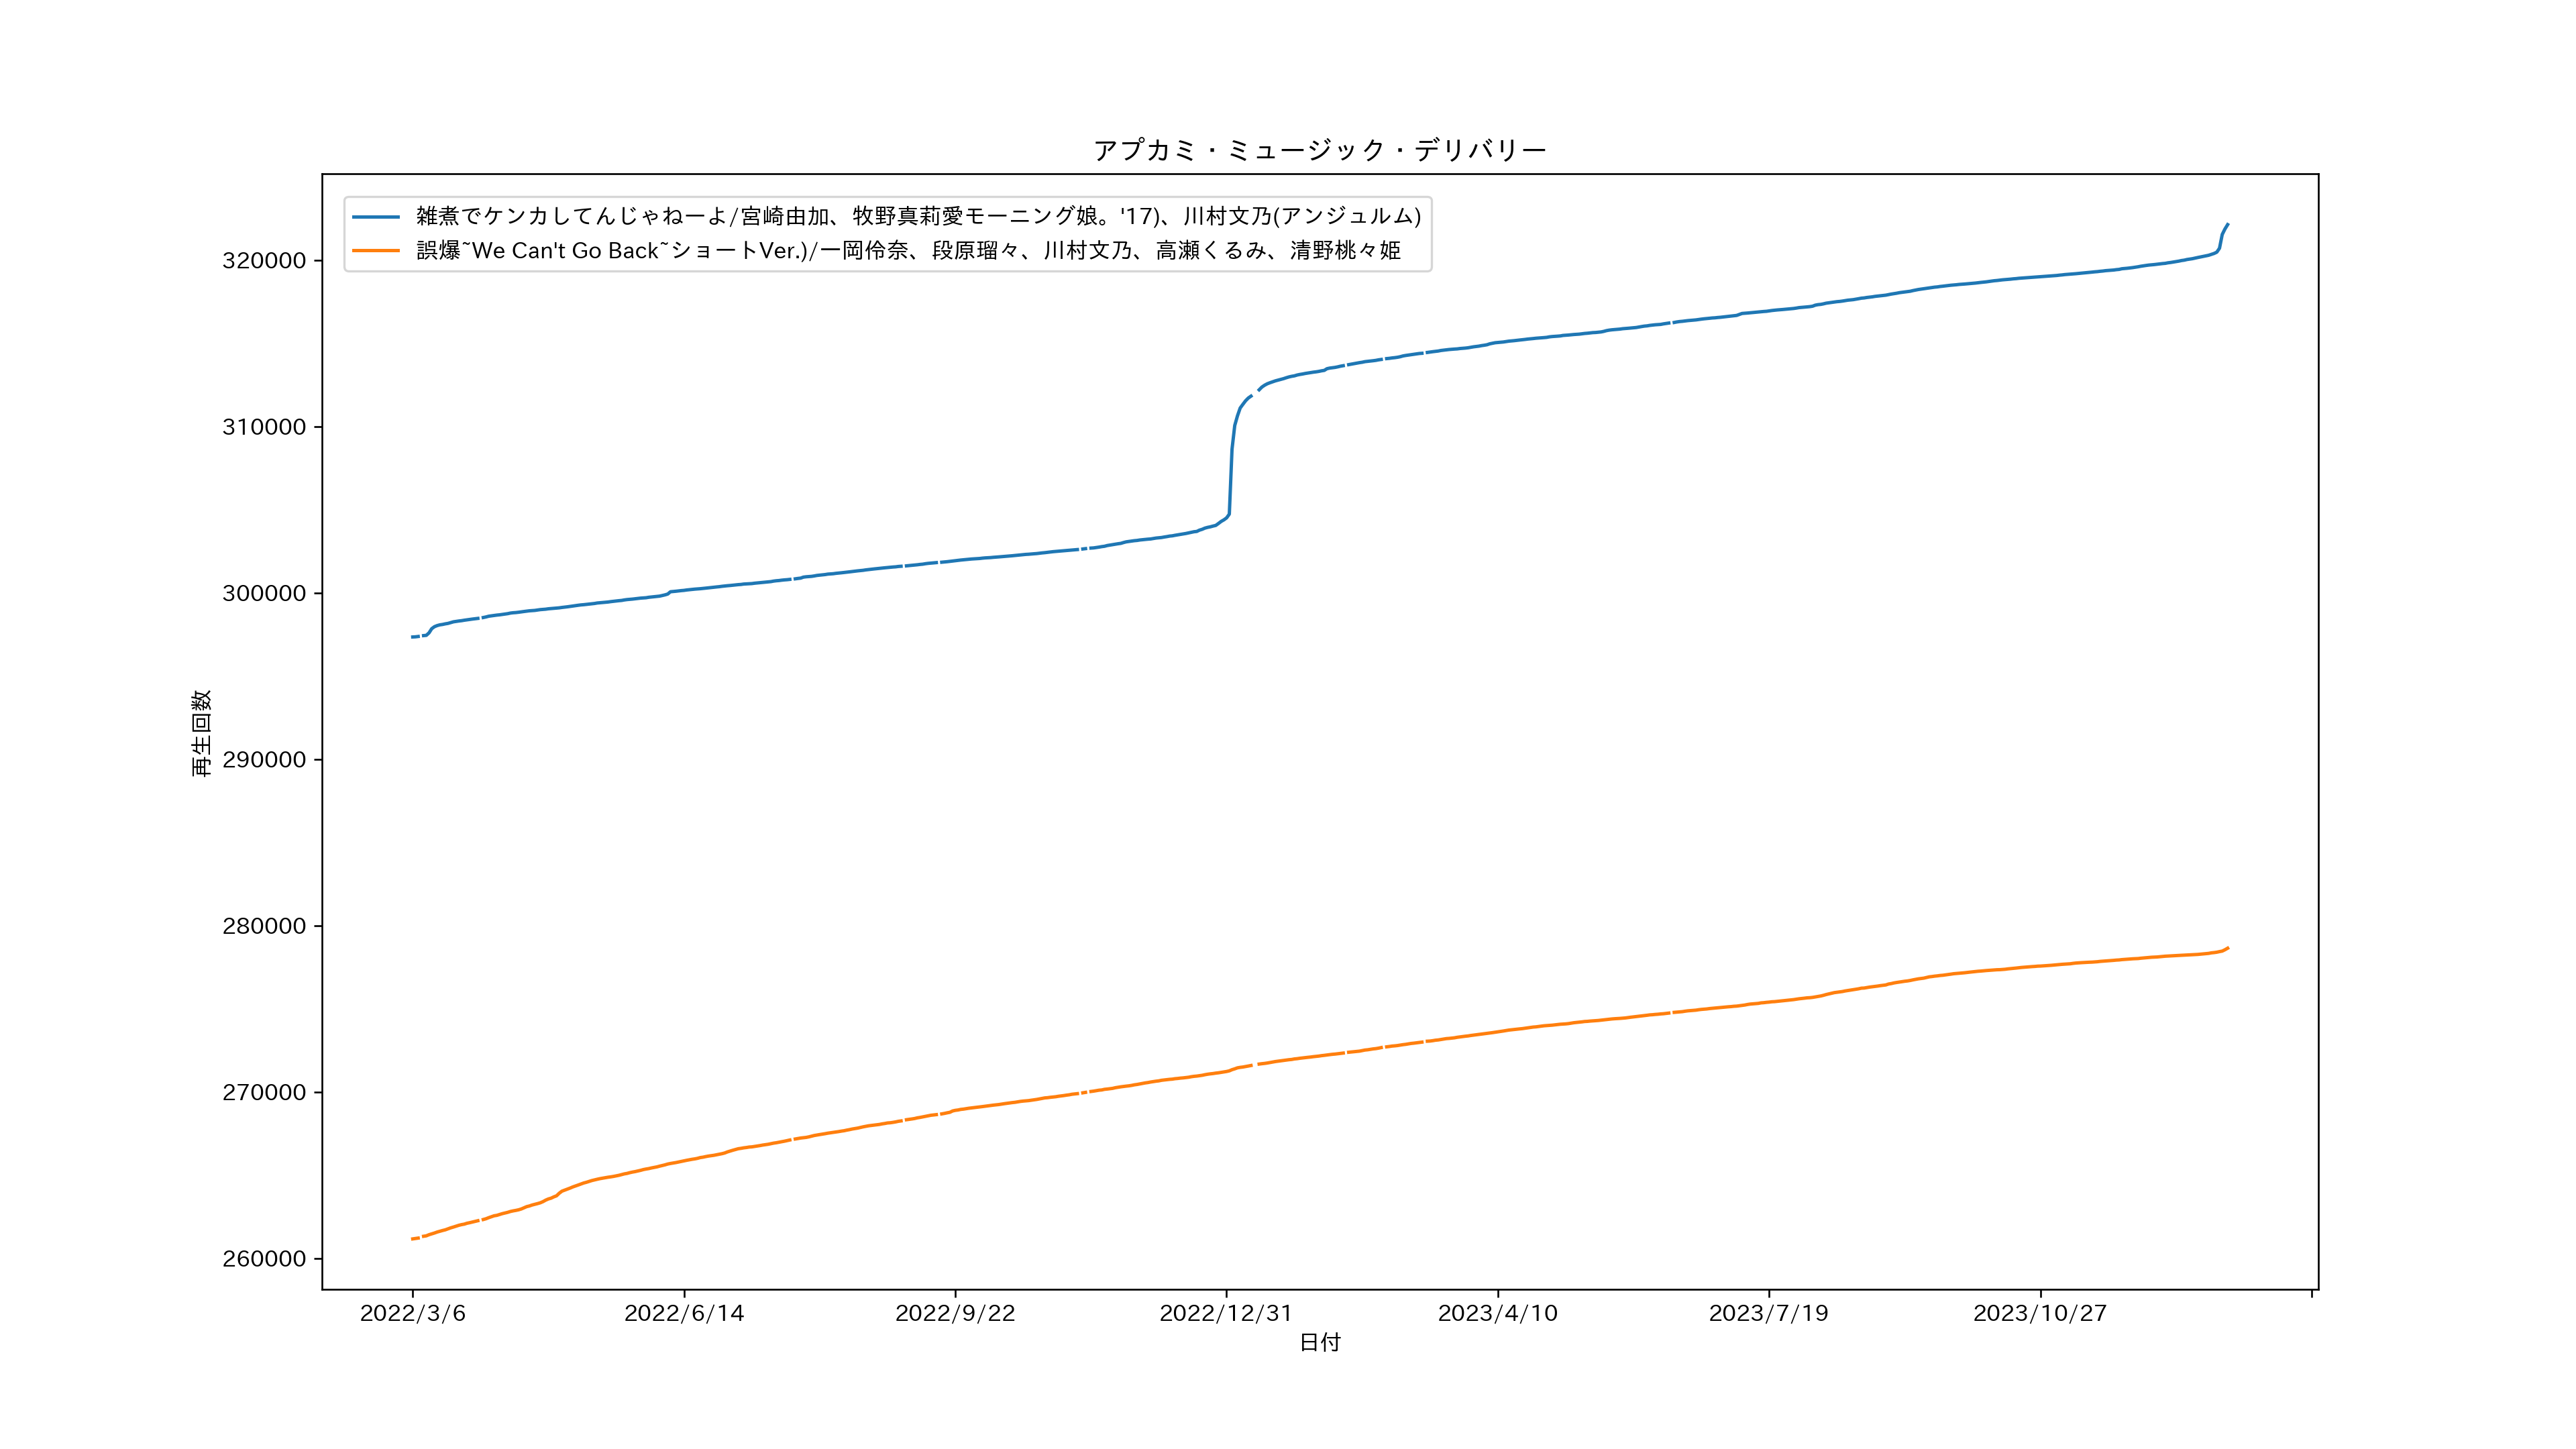 アプカミ・ミュージック・デリバリー
雑煮でケンカしてんじゃねーよ/宮崎由加、牧野真莉愛モーニング娘。'17)、川村文乃(アンジュルム)
誤爆~We Can't Go Back~ショートVer.)/一岡伶奈、段原瑠々、川村文乃、高瀬くるみ、清野桃々姫
320000
310000
300000
290000
280000
270000
260000
再生回数
2022/3/6
2022/6/14
2022/9/22
2022/12/31
2023/4/10
2023/7/19
2023/10/27
日付